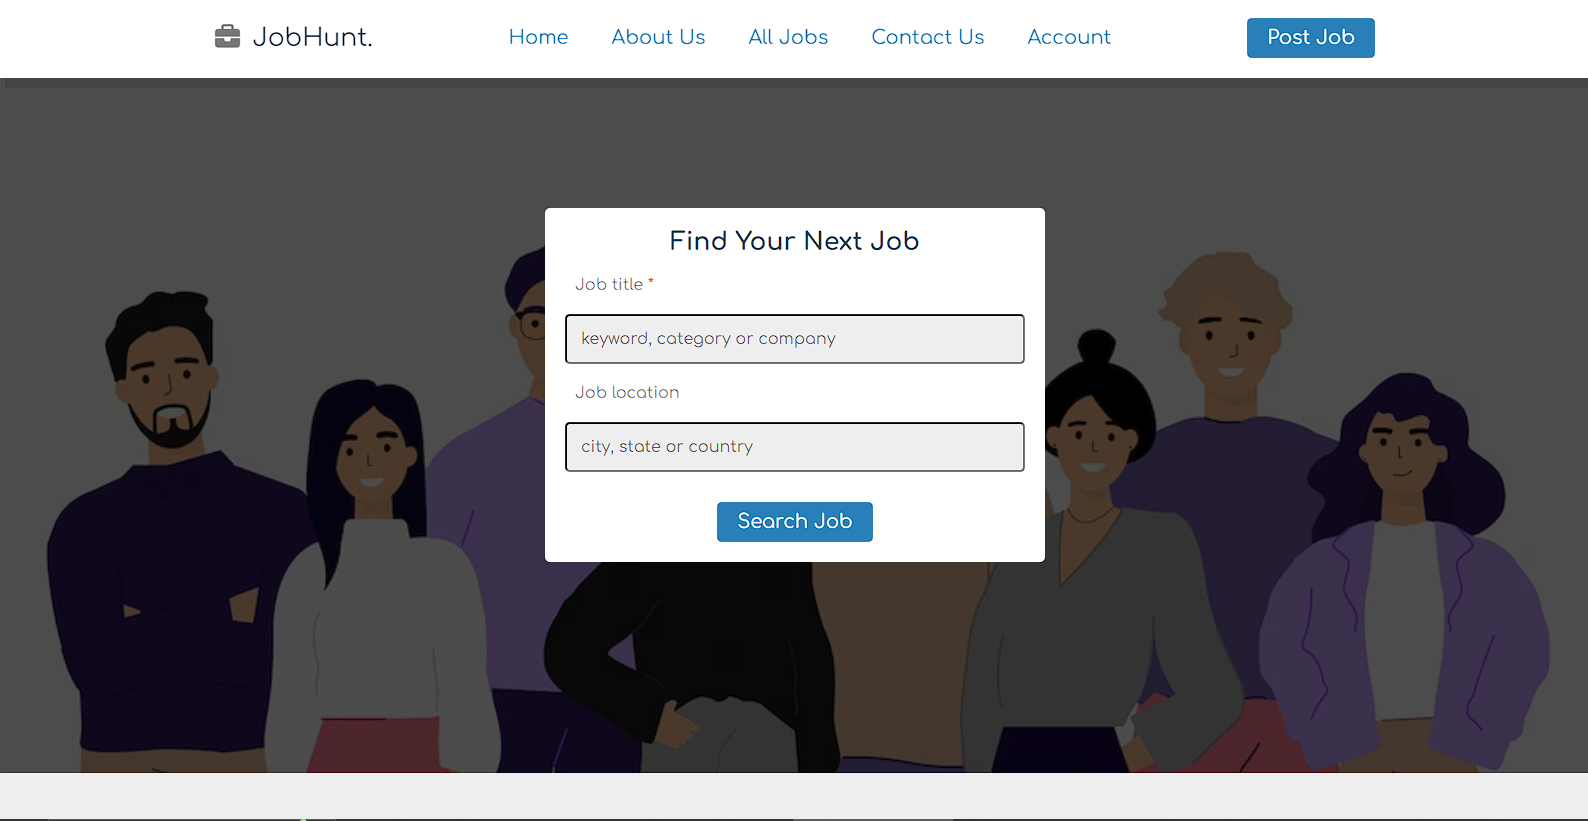 JobHunt.
Home About Us All Jobs Contact Us Account
Post Job
Find Your Next Job
Job title *
keyword, category or company
Job location
city, state or country
Search Job